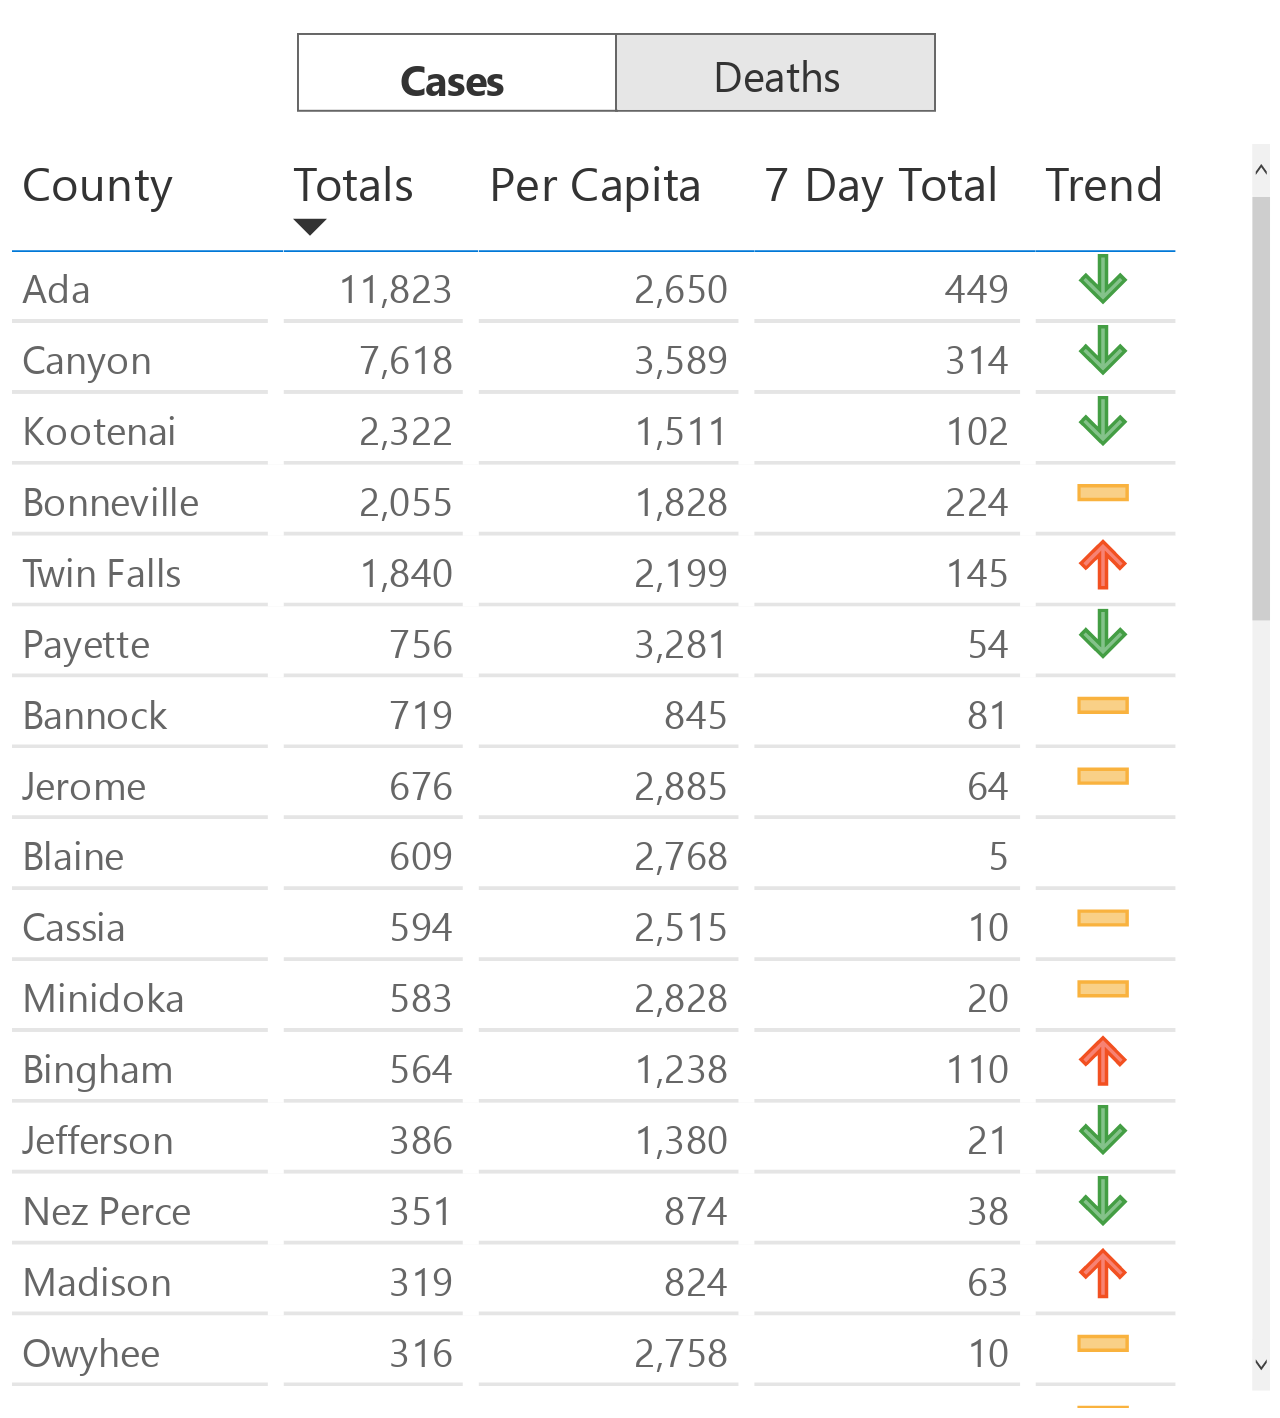 Cases Deaths
County Totals Per Capita 7 Day Total Trend
Ada 11,823 2,650 449
Canyon 7,618 3,589 314
Kootenai 2,322 1,511 102
Bonneville 2,055 1,828 224
Twin Falls 1,840 2,199 145
Payette 756 3,281 54
Bannock 719 845 81
Jerome 676 2,885 64
Blaine 609 2,768 5
Cassia 594 2,515 10
Minidoka 583 2,828 20
Bingham 564 1,238 110
Jefferson 386 1,380 21
Nez Perce 351 874 38
Madison 319 824 63
Owyhee 316 2,758 10